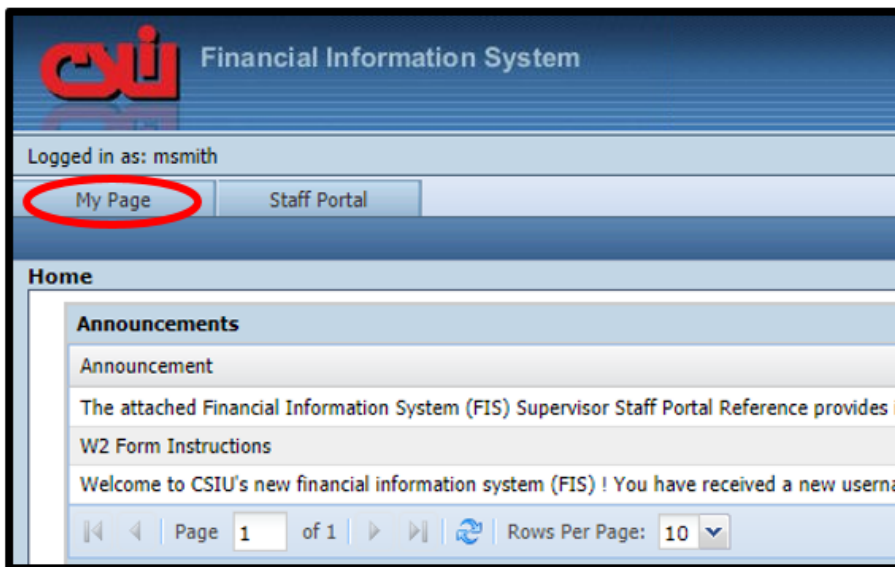 CSIU
Financial Information System
Logged in as: msmith
My Page Staff Portal
Home
Announcements
Announcement
The attached Financial Information System (FIS) Supervisor Staff Portal Reference provides
W2 Form Instructions
Welcome to CSIU's new financial information system (FIS) ! You have received a new userna
Page 1 of 1 Rows Per Page: 10